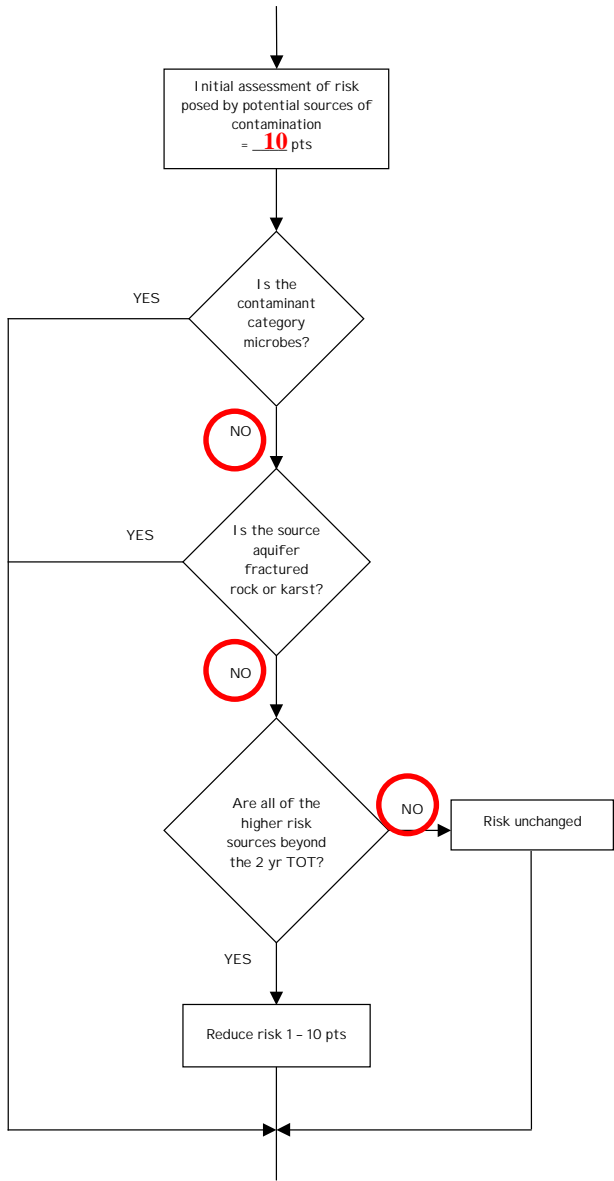 Initial assessment of risk
posed by potential sources of
contamination
= 10 pts
Is the
contaminant
category
microbes?
YES
NO
Is the source
aquifer
fractured
rock or karst?
YES
NO
Are all of the
higher risk
sources beyond
the 2 yr TOT?
NO
Risk unchanged
YES
Reduce risk 1 – 10 pts